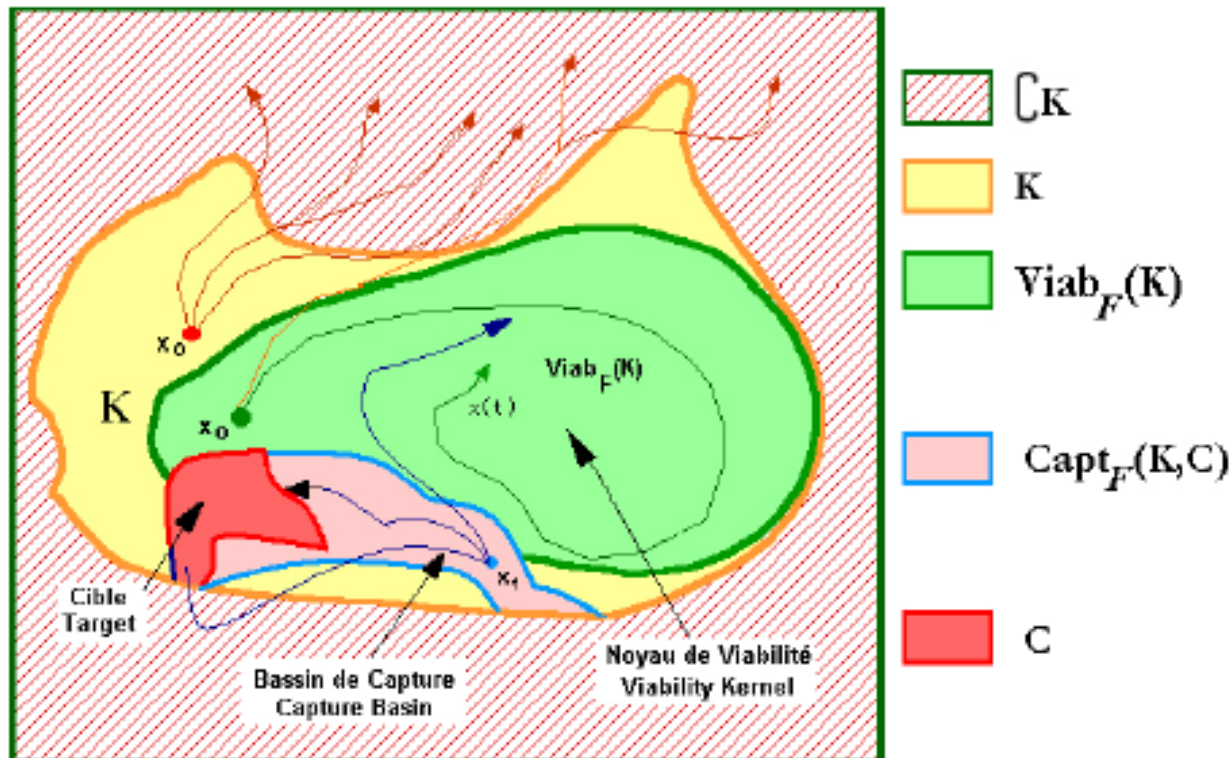 x₀
K
x₀
Viab_F(K)
x(t)
x₁
Cible
Target
Bassin de Capture
Capture Basin
Noyau de Viabilité
Viability Kernel
∁K
K
Viab_F(K)
Capt_F(K,C)
C